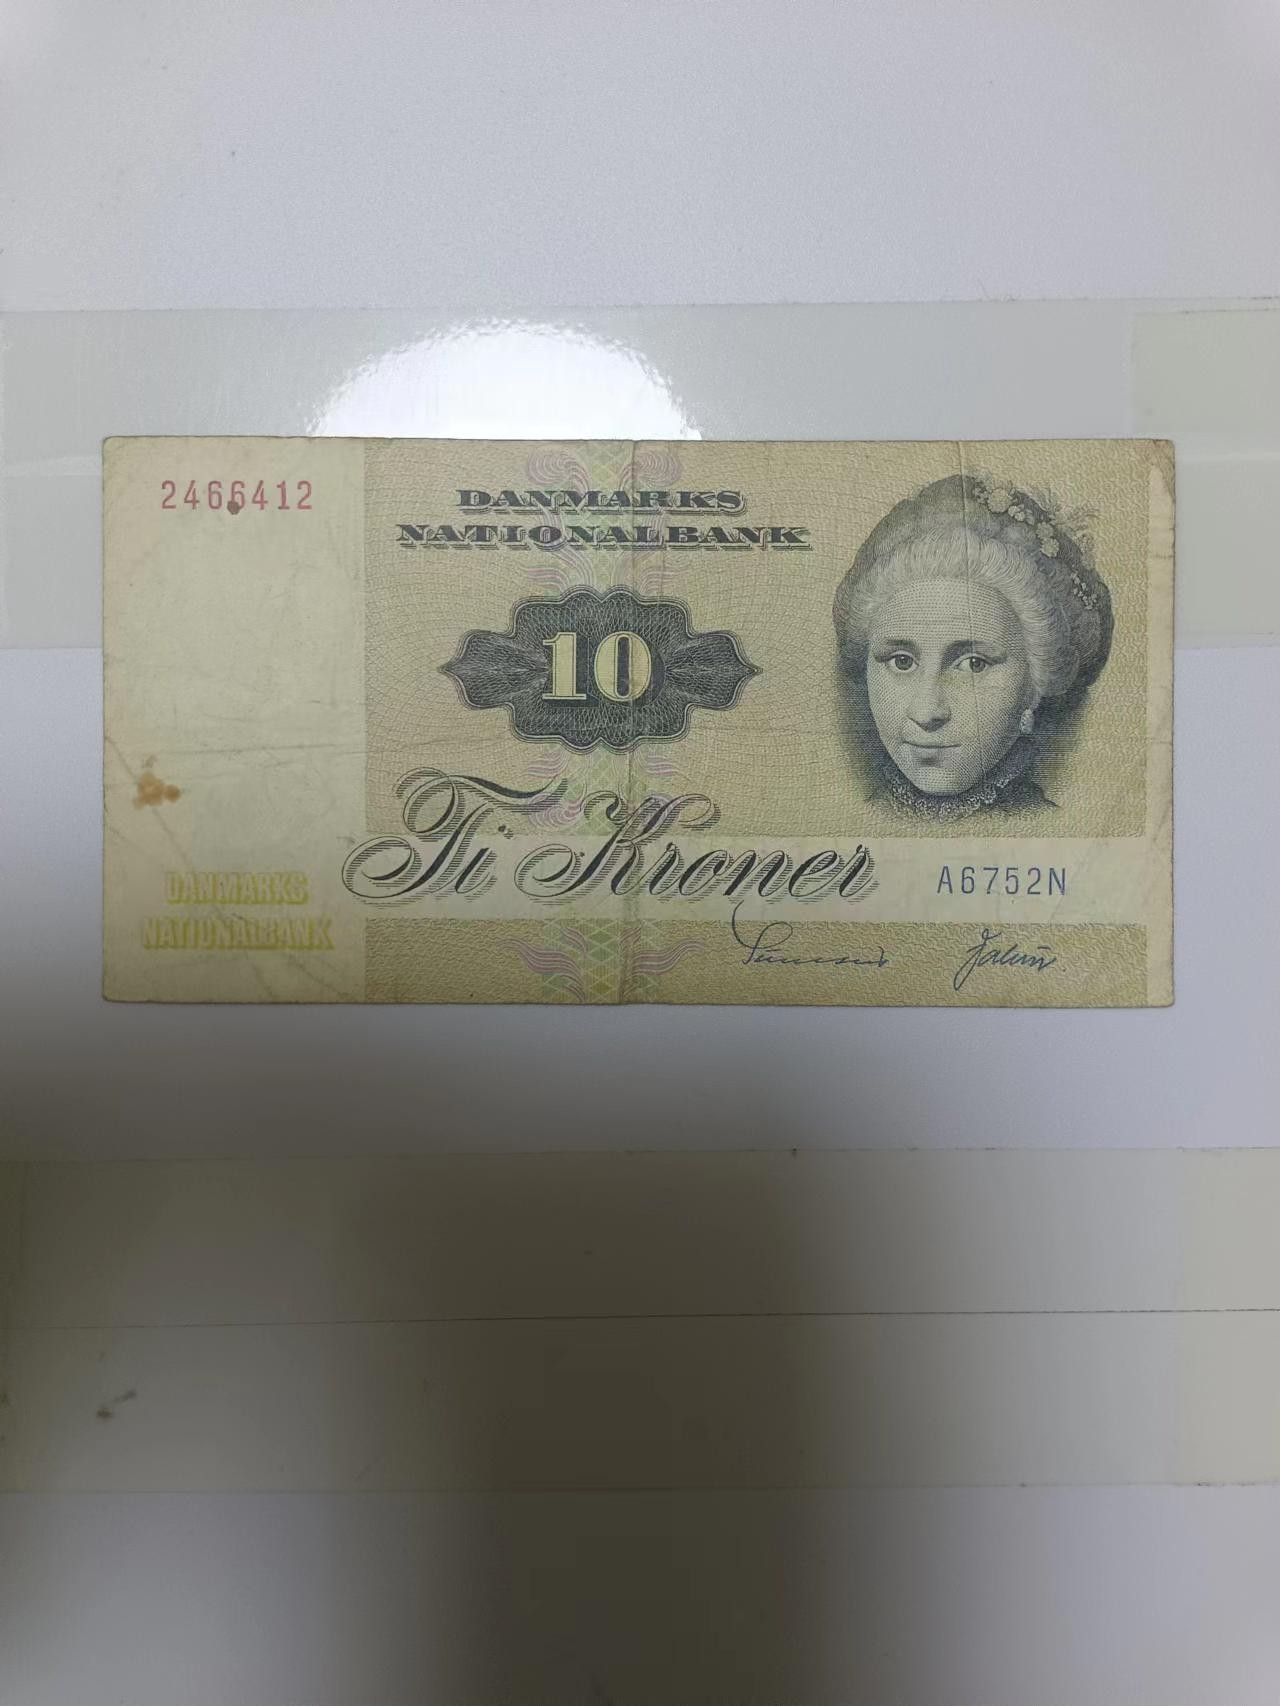 2466412
DANMARKS
NATIONALBANK
10
Ti Kroner
A6752N
DANMARKS
NATIONALBANK